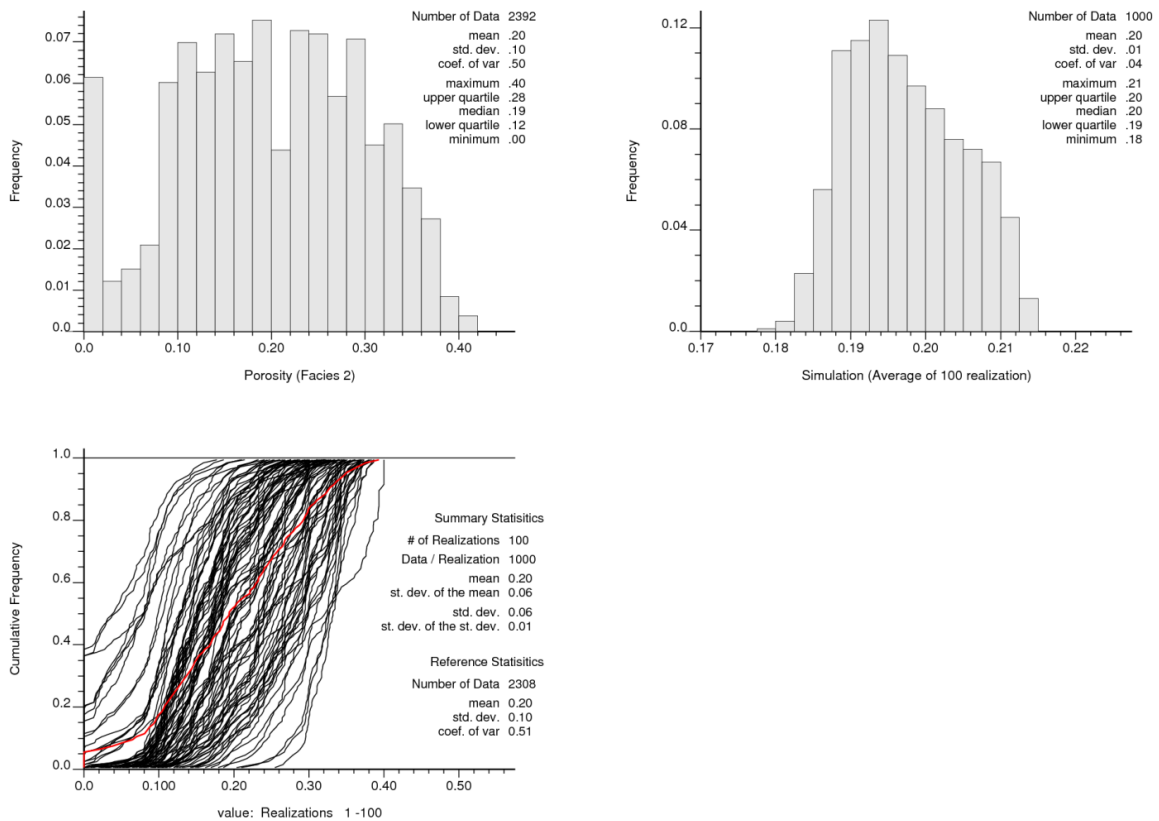 Number of Data 2392
mean .20
std. dev. .10
coef. of var .50
maximum .40
upper quartile .28
median .19
lower quartile .12
minimum .00
Frequency
0.07
0.06
0.05
0.04
0.03
0.02
0.01
0.0
0.0 0.10 0.20 0.30 0.40
Porosity (Facies 2)
Number of Data 1000
mean .20
std. dev. .01
coef. of var .04
maximum .21
upper quartile .20
median .20
lower quartile .19
minimum .18
Frequency
0.12
0.08
0.04
0.0
0.17 0.18 0.19 0.20 0.21 0.22
Simulation (Average of 100 realization)
Cumulative Frequency
1.0
0.8
0.6
0.4
0.2
0.0
0.0 0.100 0.20 0.30 0.40 0.50
value: Realizations 1 -100
Summary Statisitics
# of Realizations 100
Data / Realization 1000
mean 0.20
st. dev. of the mean 0.06
std. dev. 0.06
st. dev. of the st. dev. 0.01
Reference Statistics
Number of Data 2308
mean 0.20
std. dev. 0.10
coef. of var 0.51